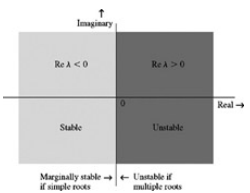 Imaginary
Re λ < 0
Re λ > 0
0
Real →
Stable
Unstable
Marginally stable
if simple roots
← Unstable if
multiple roots